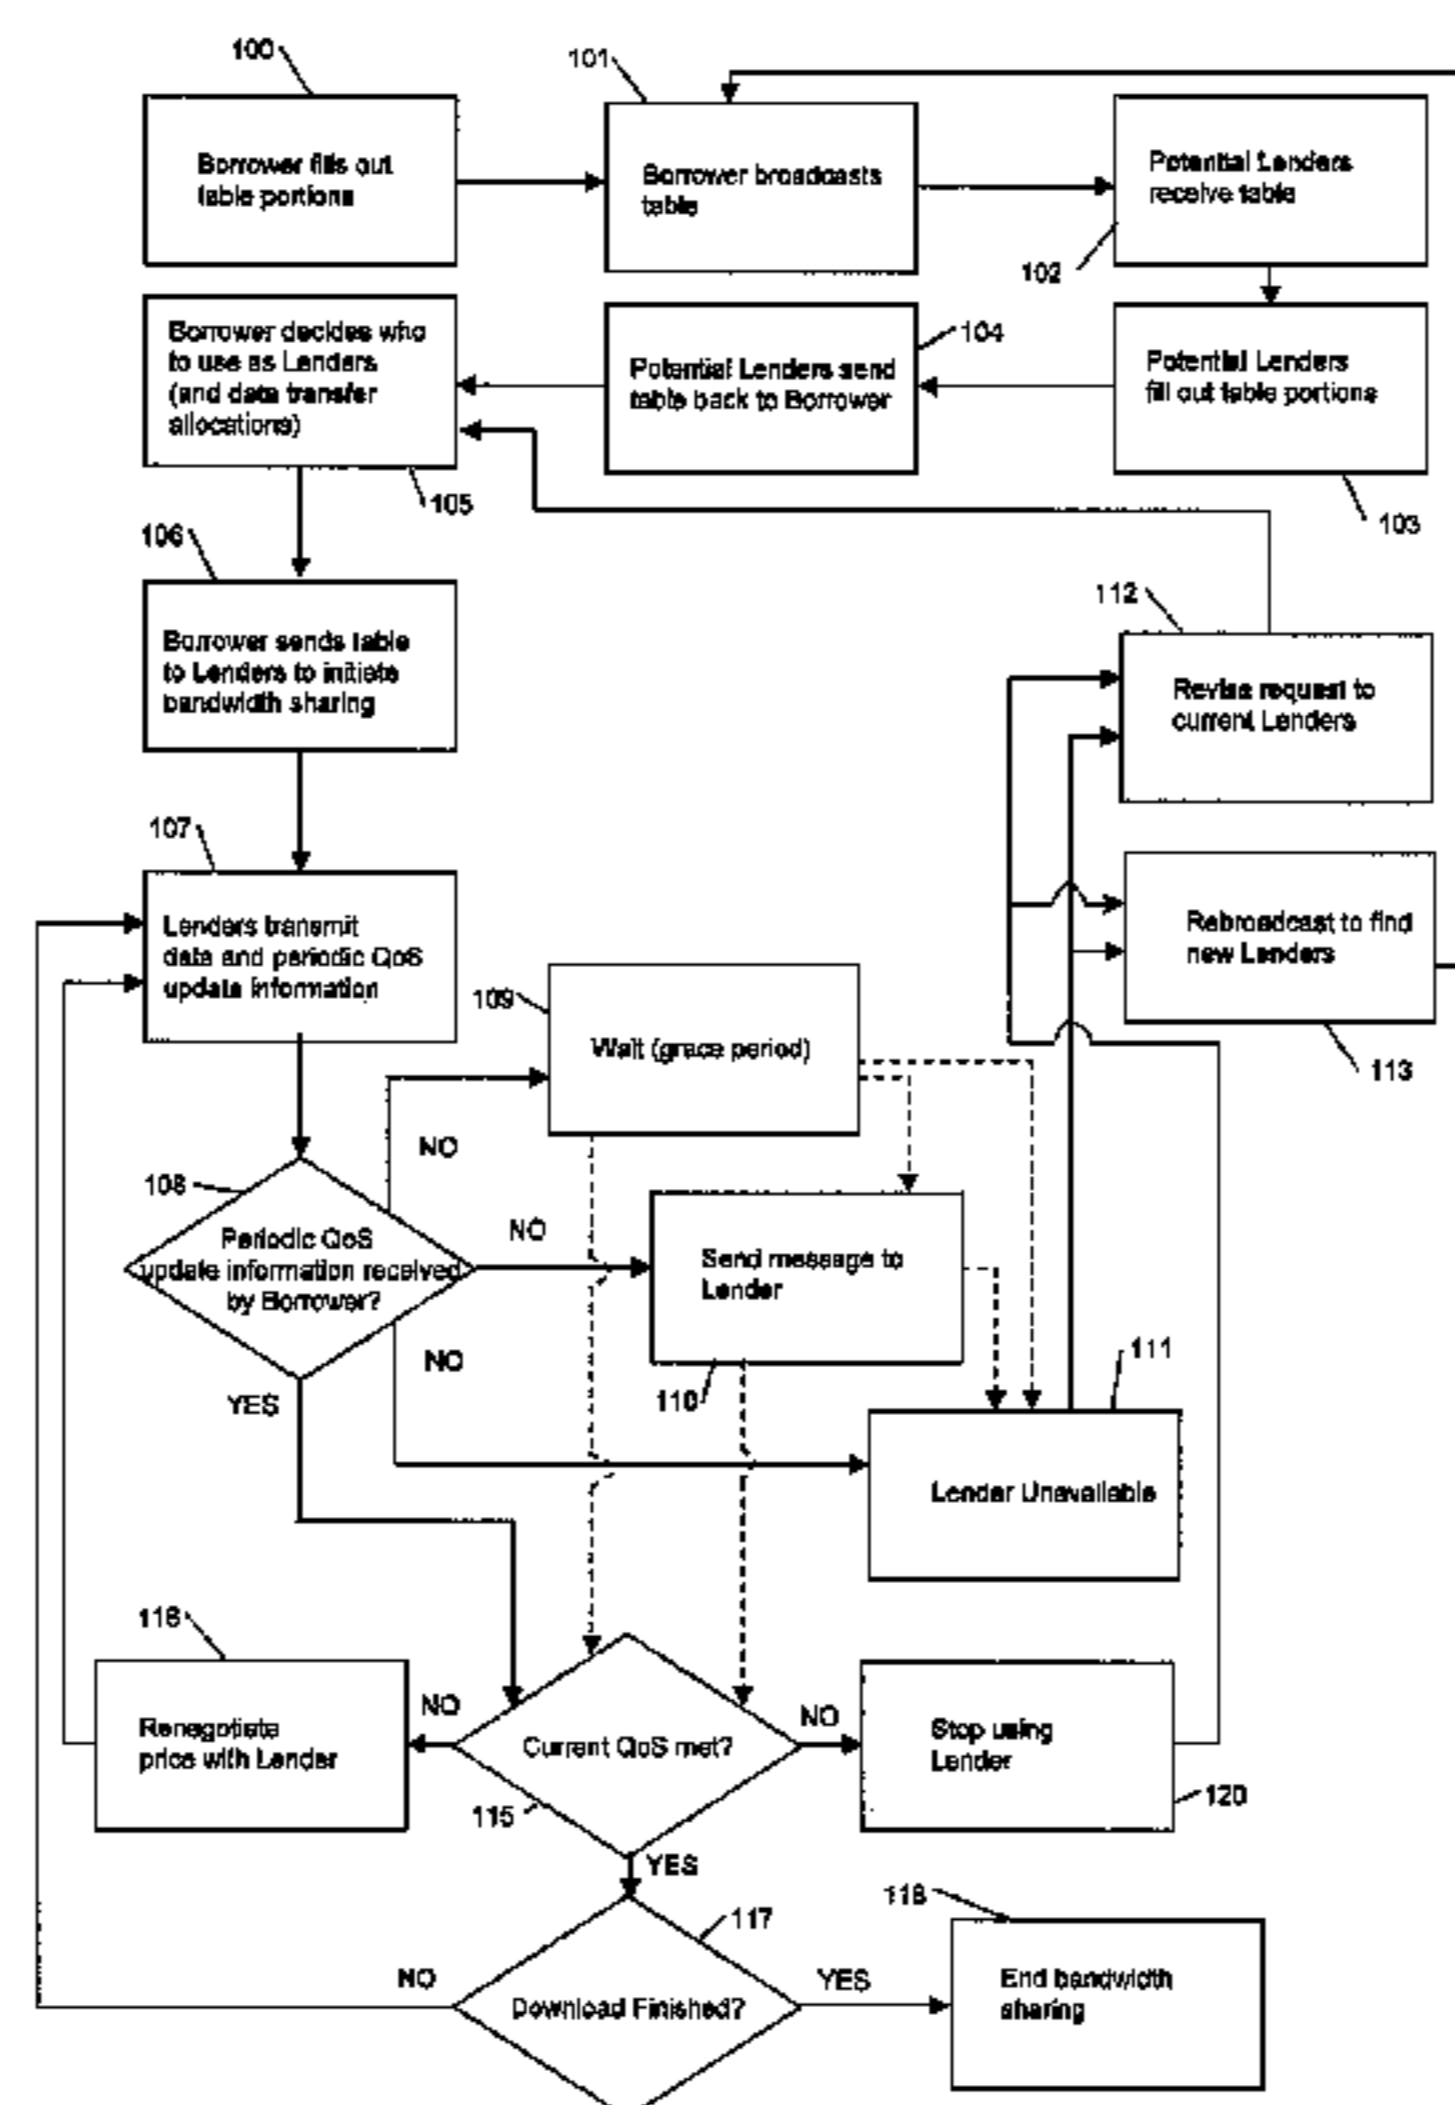 100
101
Borrower fills out
table portions
Borrower broadcasts
table
Potential Lenders
receive table
102
Borrower decides who
to use as Lenders
(and data transfer
allocations)
104
Potential Lenders send
table back to Borrower
Potential Lenders
fill out table portions
105
103
106
112
Borrower sends table
to Lenders to initiate
bandwidth sharing
Revise request to
current Lenders
107
Lenders transmit
data and periodic QoS
update information
Rebroadcast to find
new Lenders
109
Wait (grace period)
113
NO
108
NO
Periodic QoS
update information received
by Borrower?
Send message to
Lender
NO
111
YES
110
Lender Unavailable
116
NO
NO
Renegotiate
price with Lender
Current QoS met?
Stop using
Lender
115
120
YES
118
117
NO
YES
Download Finished?
End bandwidth
sharing